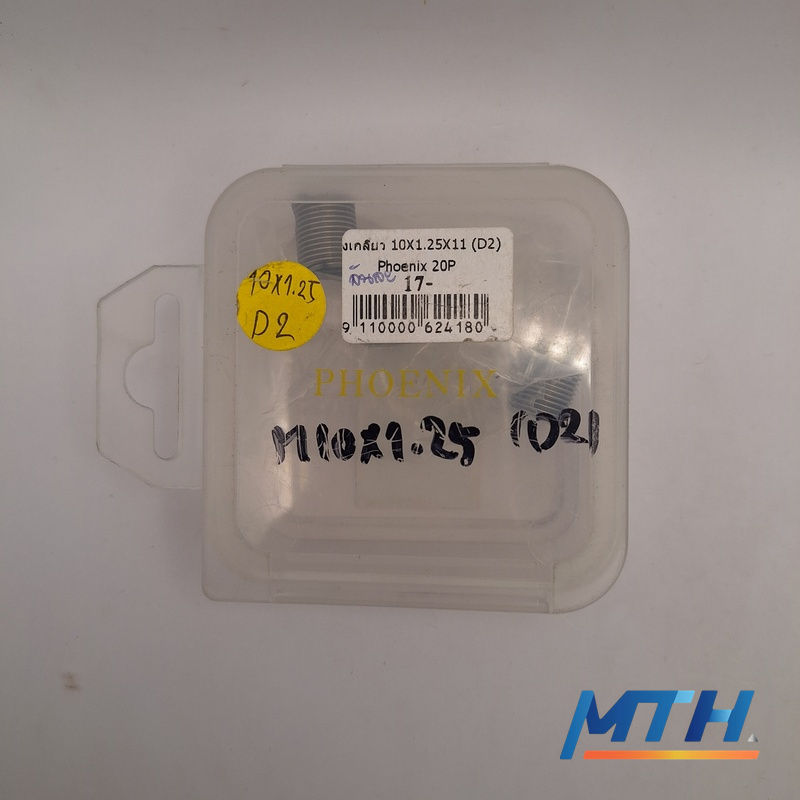 งเกลียว 10X1.25X11 (D2)
Phoenix 20P
17-
9 110000 624180
10x1.25
D2
PHOENIX
M10x1.25 (D2)
MTH